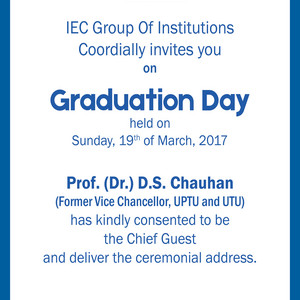 IEC Group Of Institutions
Coordially invites you
on
Graduation Day
held on
Sunday, 19th of March, 2017
Prof. (Dr.) D.S. Chauhan
(Former Vice Chancellor, UPTU and UTU)
has kindly consented to be
the Chief Guest
and deliver the ceremonial address.